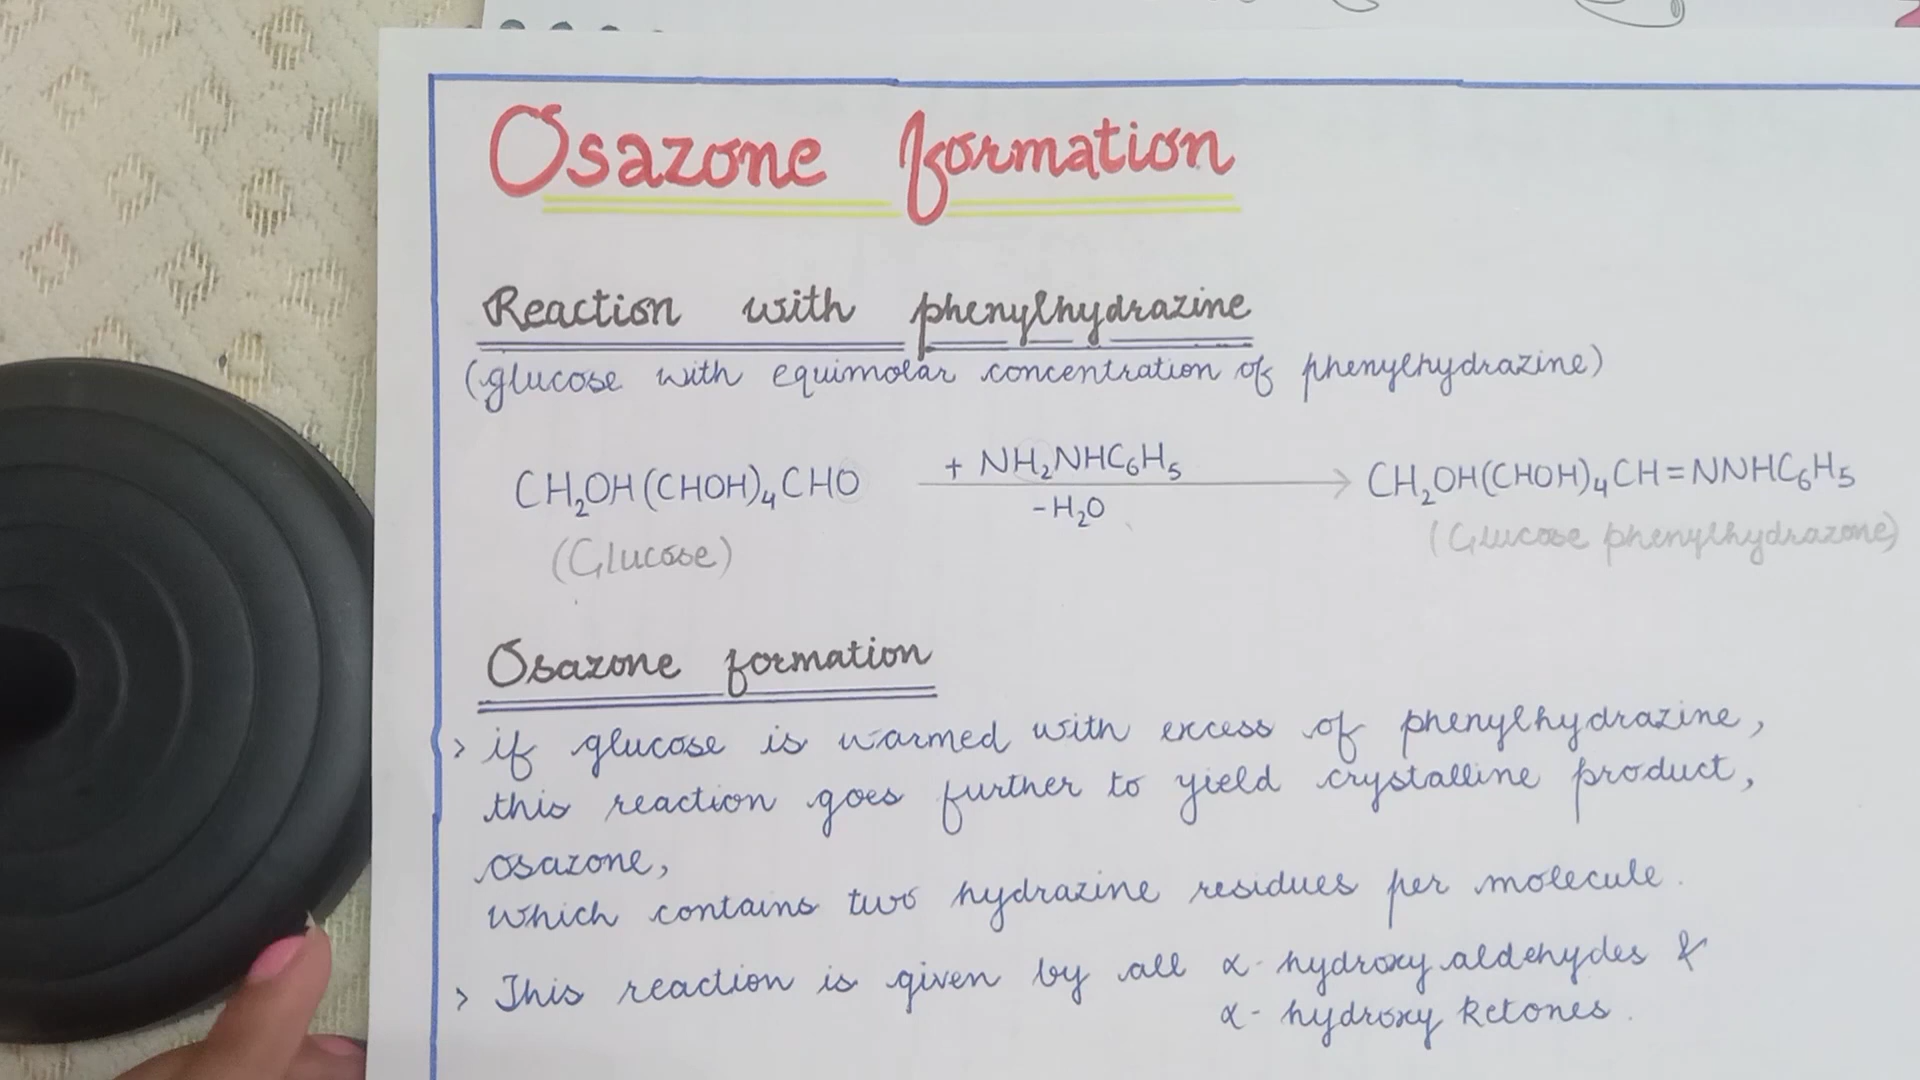 Osazone formation
Reaction with phenylhydrazine
(glucose with equimolar concentration of phenylhydrazine)
CH₂OH(CHOH)₄CHO + NH₂NHC₆H₅ → CH₂OH(CHOH)₄CH=NNHC₆H₅
-H₂O
(Glucose) (Glucose phenylhydrazone)
Osazone formation
> if glucose is warmed with excess of phenylhydrazine,
this reaction goes further to yield crystalline product,
osazone,
which contains two hydrazine residues per molecule.
> This reaction is given by all α-hydroxy aldehydes &
α-hydroxy ketones.